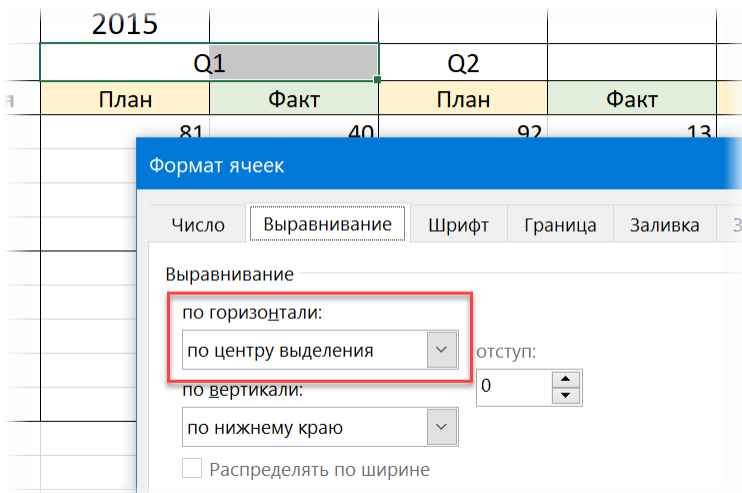 2015
Q1 Q2
я План Факт План Факт
81 40 92 13
Формат ячеек
Число Выравнивание Шрифт Граница Заливка З
Выравнивание
по горизонтали:
по центру выделения отступ:
0
по вертикали:
по нижнему краю
Распределять по ширине